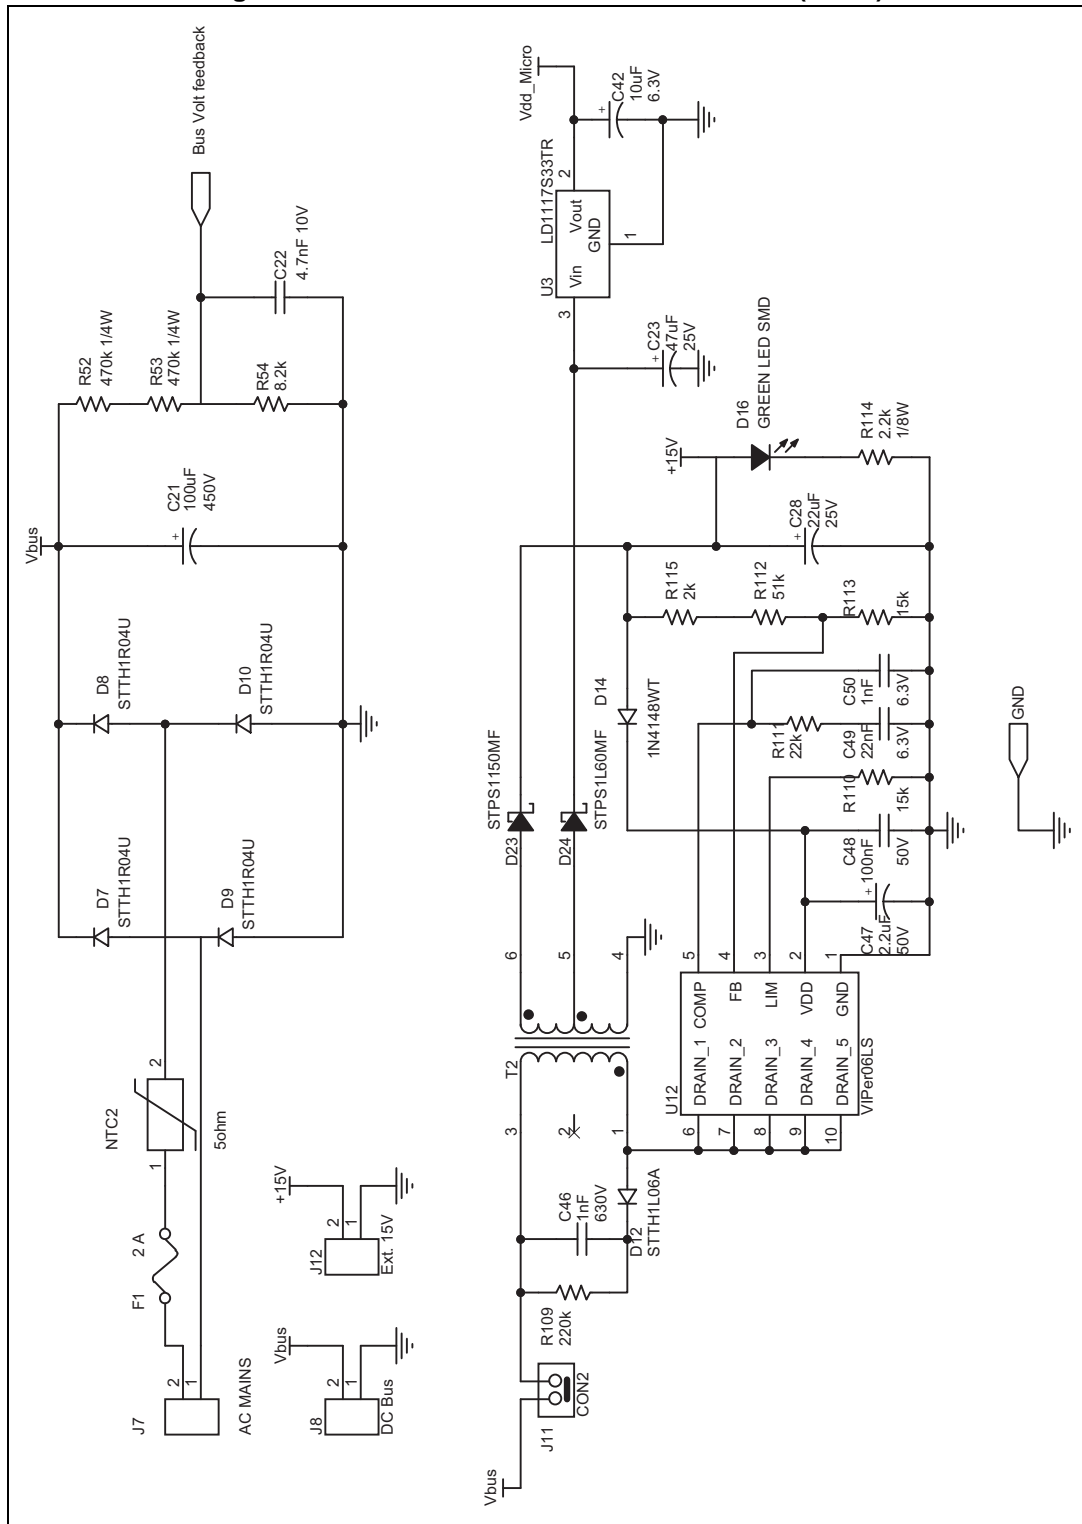 Bus Volt feedback
R52
470k 1/4W
R53
470k 1/4W
R54
8.2k
C22
4.7nF 10V
Vbus
C21
100uF
450V
+
D8
STTH1R04U
D10
STTH1R04U
D7
STTH1R04U
D9
STTH1R04U
NTC2
5ohm
1
2
F1
2 A
J7
2
1
AC MAINS
J8
Vbus
2
1
DC Bus
J12
+15V
2
1
Ext. 15V
Vdd_Micro
C42
10uF
6.3V
+
U3
LD1117S33TR
Vin
Vout
GND
3
2
1
C23
47uF
25V
+
+15V
D16
GREEN LED SMD
R114
2.2k
1/8W
C28
22uF
25V
+
R115
2k
R112
51k
R113
15k
D14
1N4148WT
C50
1nF
6.3V
R111
22k
C49
22nF
6.3V
R110
15k
C48
100nF
50V
C47
2.2uF
50V
+
STPS1150MF
D23
STPS1L60MF
D24
GND
T2
6
5
4
3
2
1
U12
VIPer06LS
DRAIN_1
DRAIN_2
DRAIN_3
DRAIN_4
DRAIN_5
COMP
FB
LIM
VDD
GND
5
4
3
2
1
6
7
8
9
10
C46
1nF
630V
D12
STTH1L06A
R109
220k
J11
CON2
Vbus